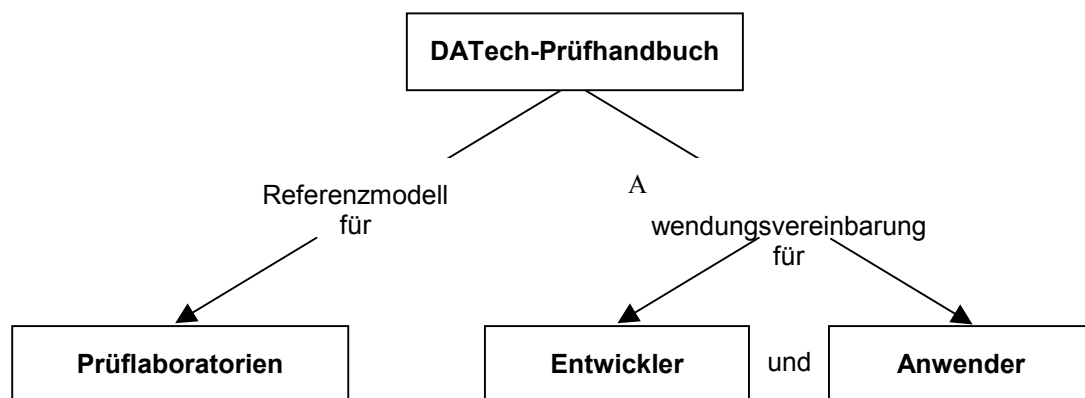 DATech-Prüfhandbuch
Referenzmodell
für
A
wendungsvereinbarung
für
Prüflaboratorien
Entwickler
und
Anwender